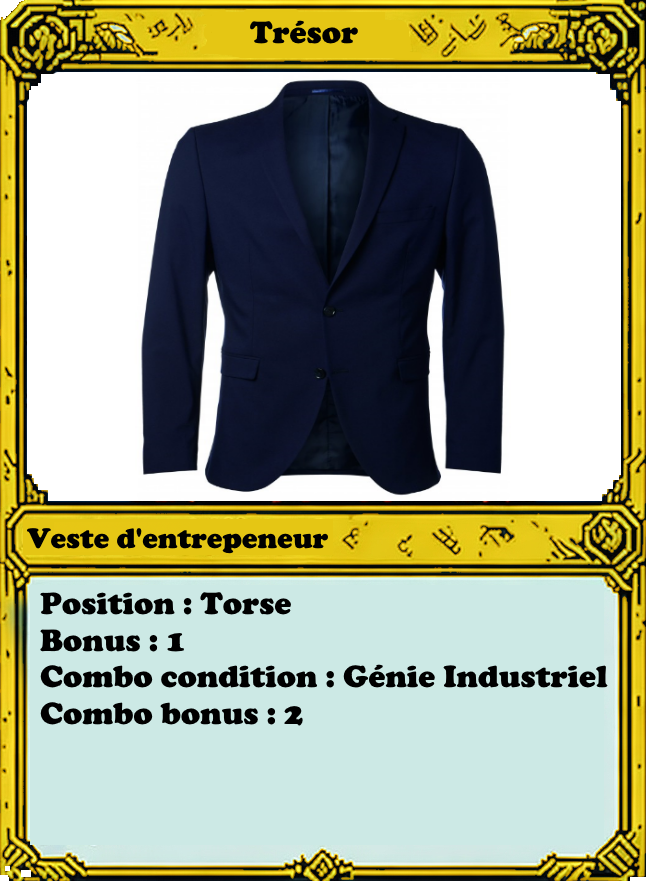 Trésor
Veste d'entrepeneur
Position : Torse
Bonus : 1
Combo condition : Génie Industriel
Combo bonus : 2